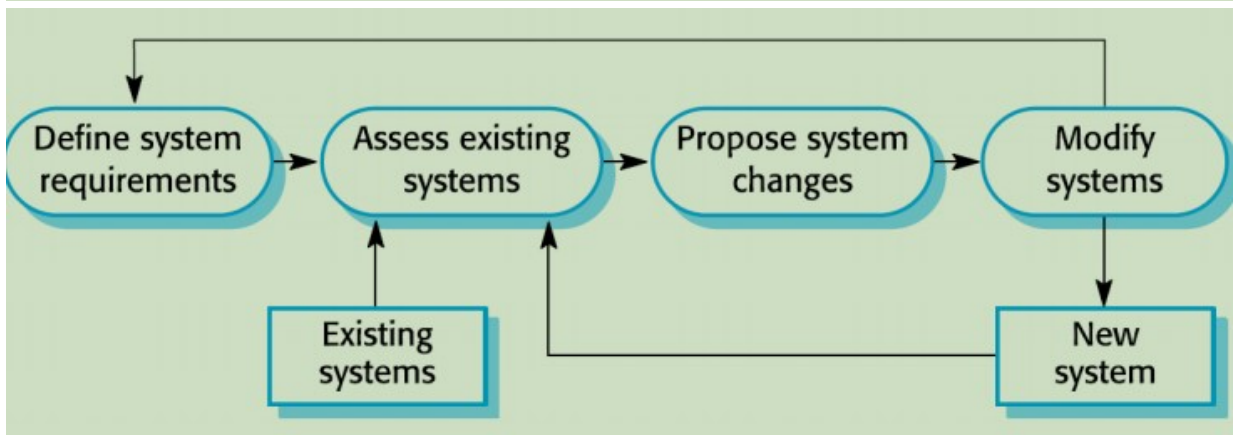 Define system
requirements
Assess existing
systems
Propose system
changes
Modify
systems
Existing
systems
New
system